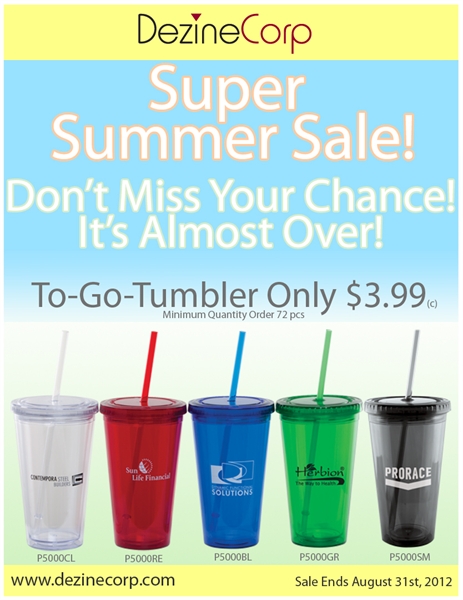 DezineCorp
Super
Summer Sale!
Don't Miss Your Chance!
It's Almost Over!
To-Go-Tumbler Only $3.99(c)
Minimum Quantity Order 72 pcs
CONTEMPORA STEEL
BUILDERS
Sun
Life Financial
SOLUTIONS
Herbion
The Way to Health
PRORACE
P5000CL P5000RE P5000BL P5000GR P5000SM
www.dezinecorp.com Sale Ends August 31st, 2012